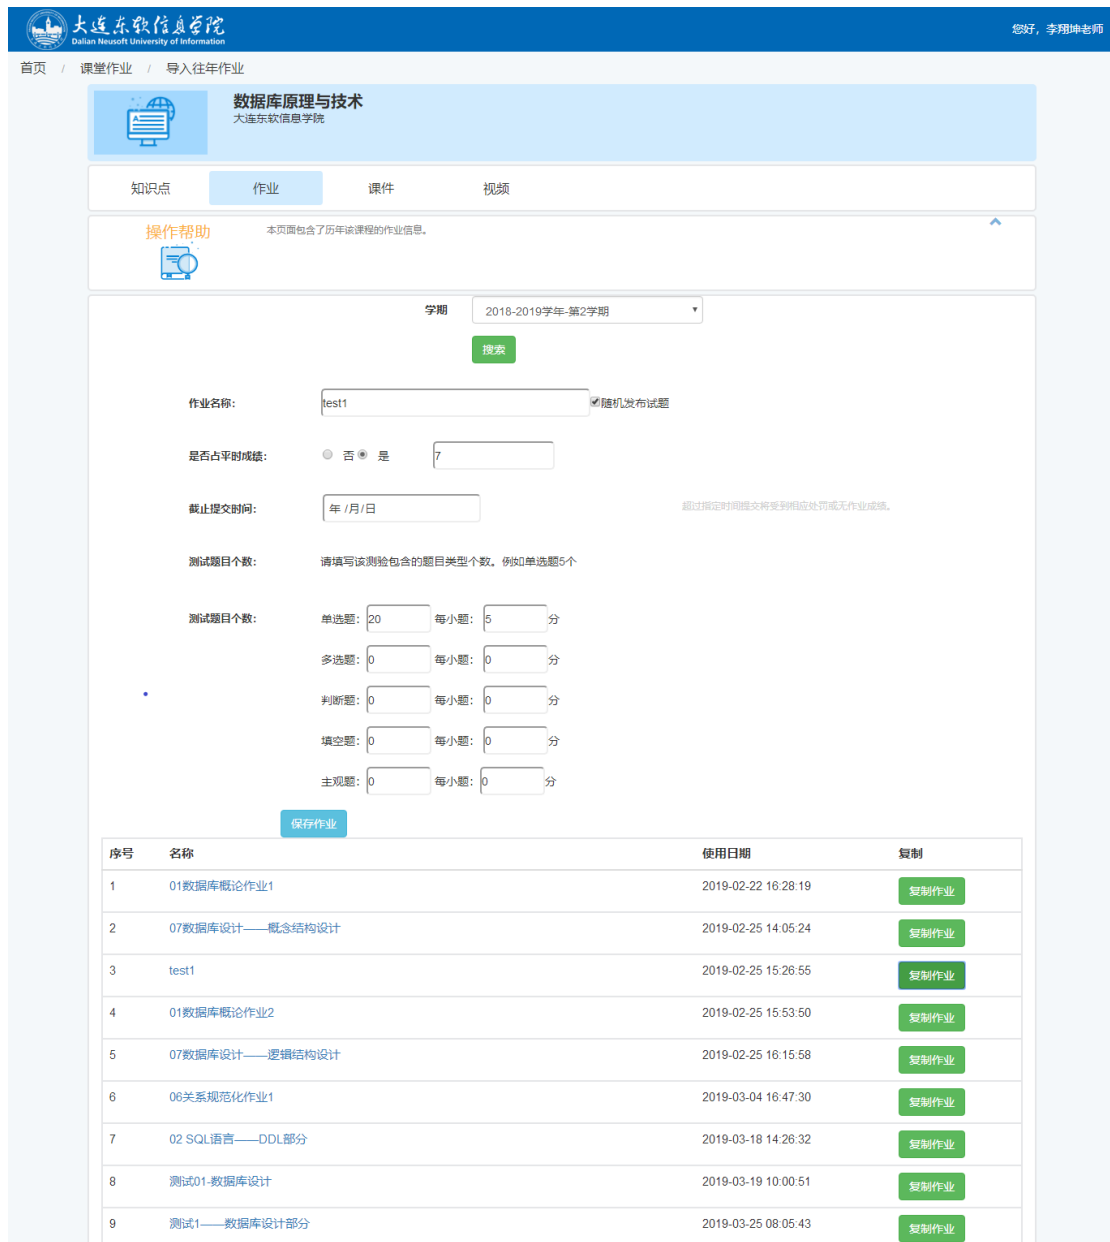 大连东软信息学院
Dalian Neusoft University of Information
您好，李翔坤老师
首页 / 课堂作业 / 导入往年作业
数据库原理与技术
大连东软信息学院
知识点 作业 课件 视频
操作帮助 本页面包含了历年该课程的作业信息。
学期 2018-2019学年-第2学期
搜索
作业名称： test1 随机发布试题
是否占平时成绩： 否 是 7
截止提交时间： 年 /月/日 超过指定时间提交将受到相应处罚或无作业成绩。
测试题目个数： 请填写该测验包含的题目类型个数。例如单选题5个
测试题目个数： 单选题： 20 每小题： 5 分
多选题： 0 每小题： 0 分
判断题： 0 每小题： 0 分
填空题： 0 每小题： 0 分
主观题： 0 每小题： 0 分
保存作业
序号 名称 使用日期 复制
1 01数据库概论作业1 2019-02-22 16:28:19 复制作业
2 07数据库设计——概念结构设计 2019-02-25 14:05:24 复制作业
3 test1 2019-02-25 15:26:55 复制作业
4 01数据库概论作业2 2019-02-25 15:53:50 复制作业
5 07数据库设计——逻辑结构设计 2019-02-25 16:15:58 复制作业
6 06关系规范化作业1 2019-03-04 16:47:30 复制作业
7 02 SQL语言——DDL部分 2019-03-18 14:26:32 复制作业
8 测试01-数据库设计 2019-03-19 10:00:51 复制作业
9 测试1——数据库设计部分 2019-03-25 08:05:43 复制作业